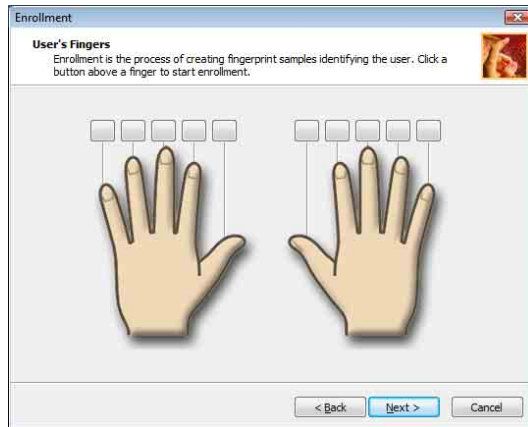 Enrollment
User's Fingers
Enrollment is the process of creating fingerprint samples identifying the user. Click a
button above a finger to start enrollment.
< Back
Next >
Cancel